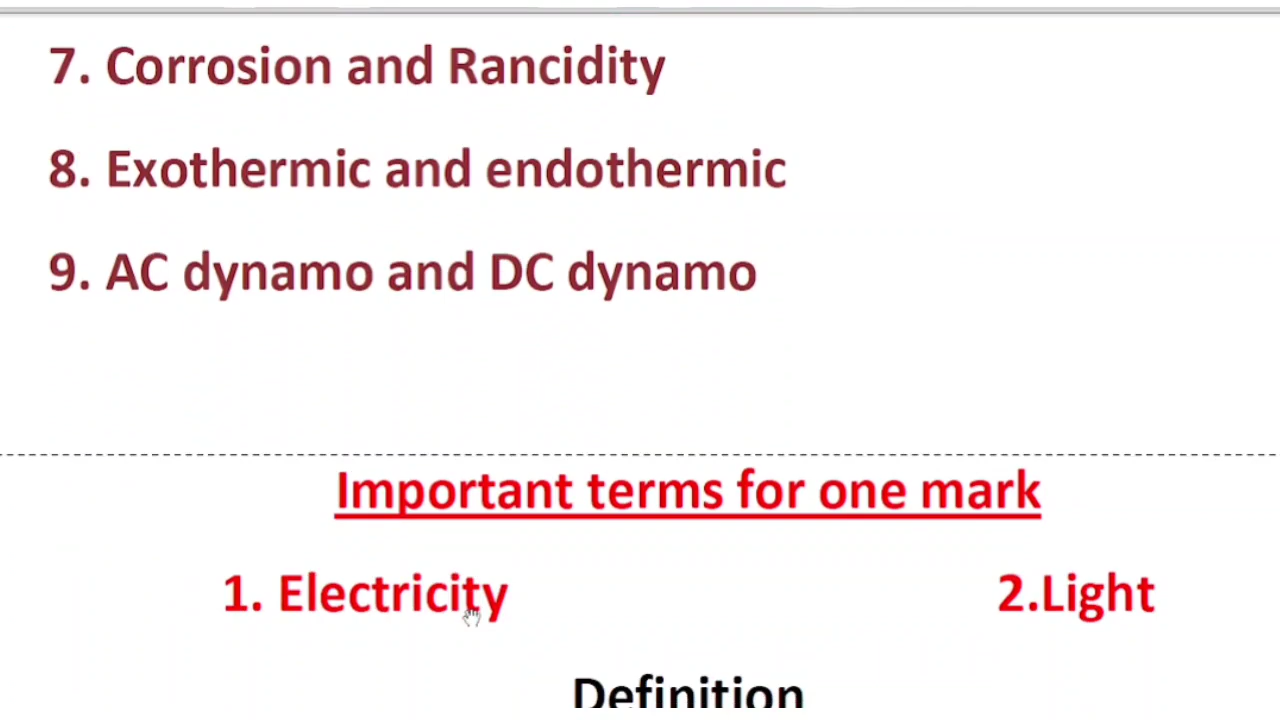 7. Corrosion and Rancidity
8. Exothermic and endothermic
9. AC dynamo and DC dynamo
Important terms for one mark
1. Electricity 2.Light
Definition